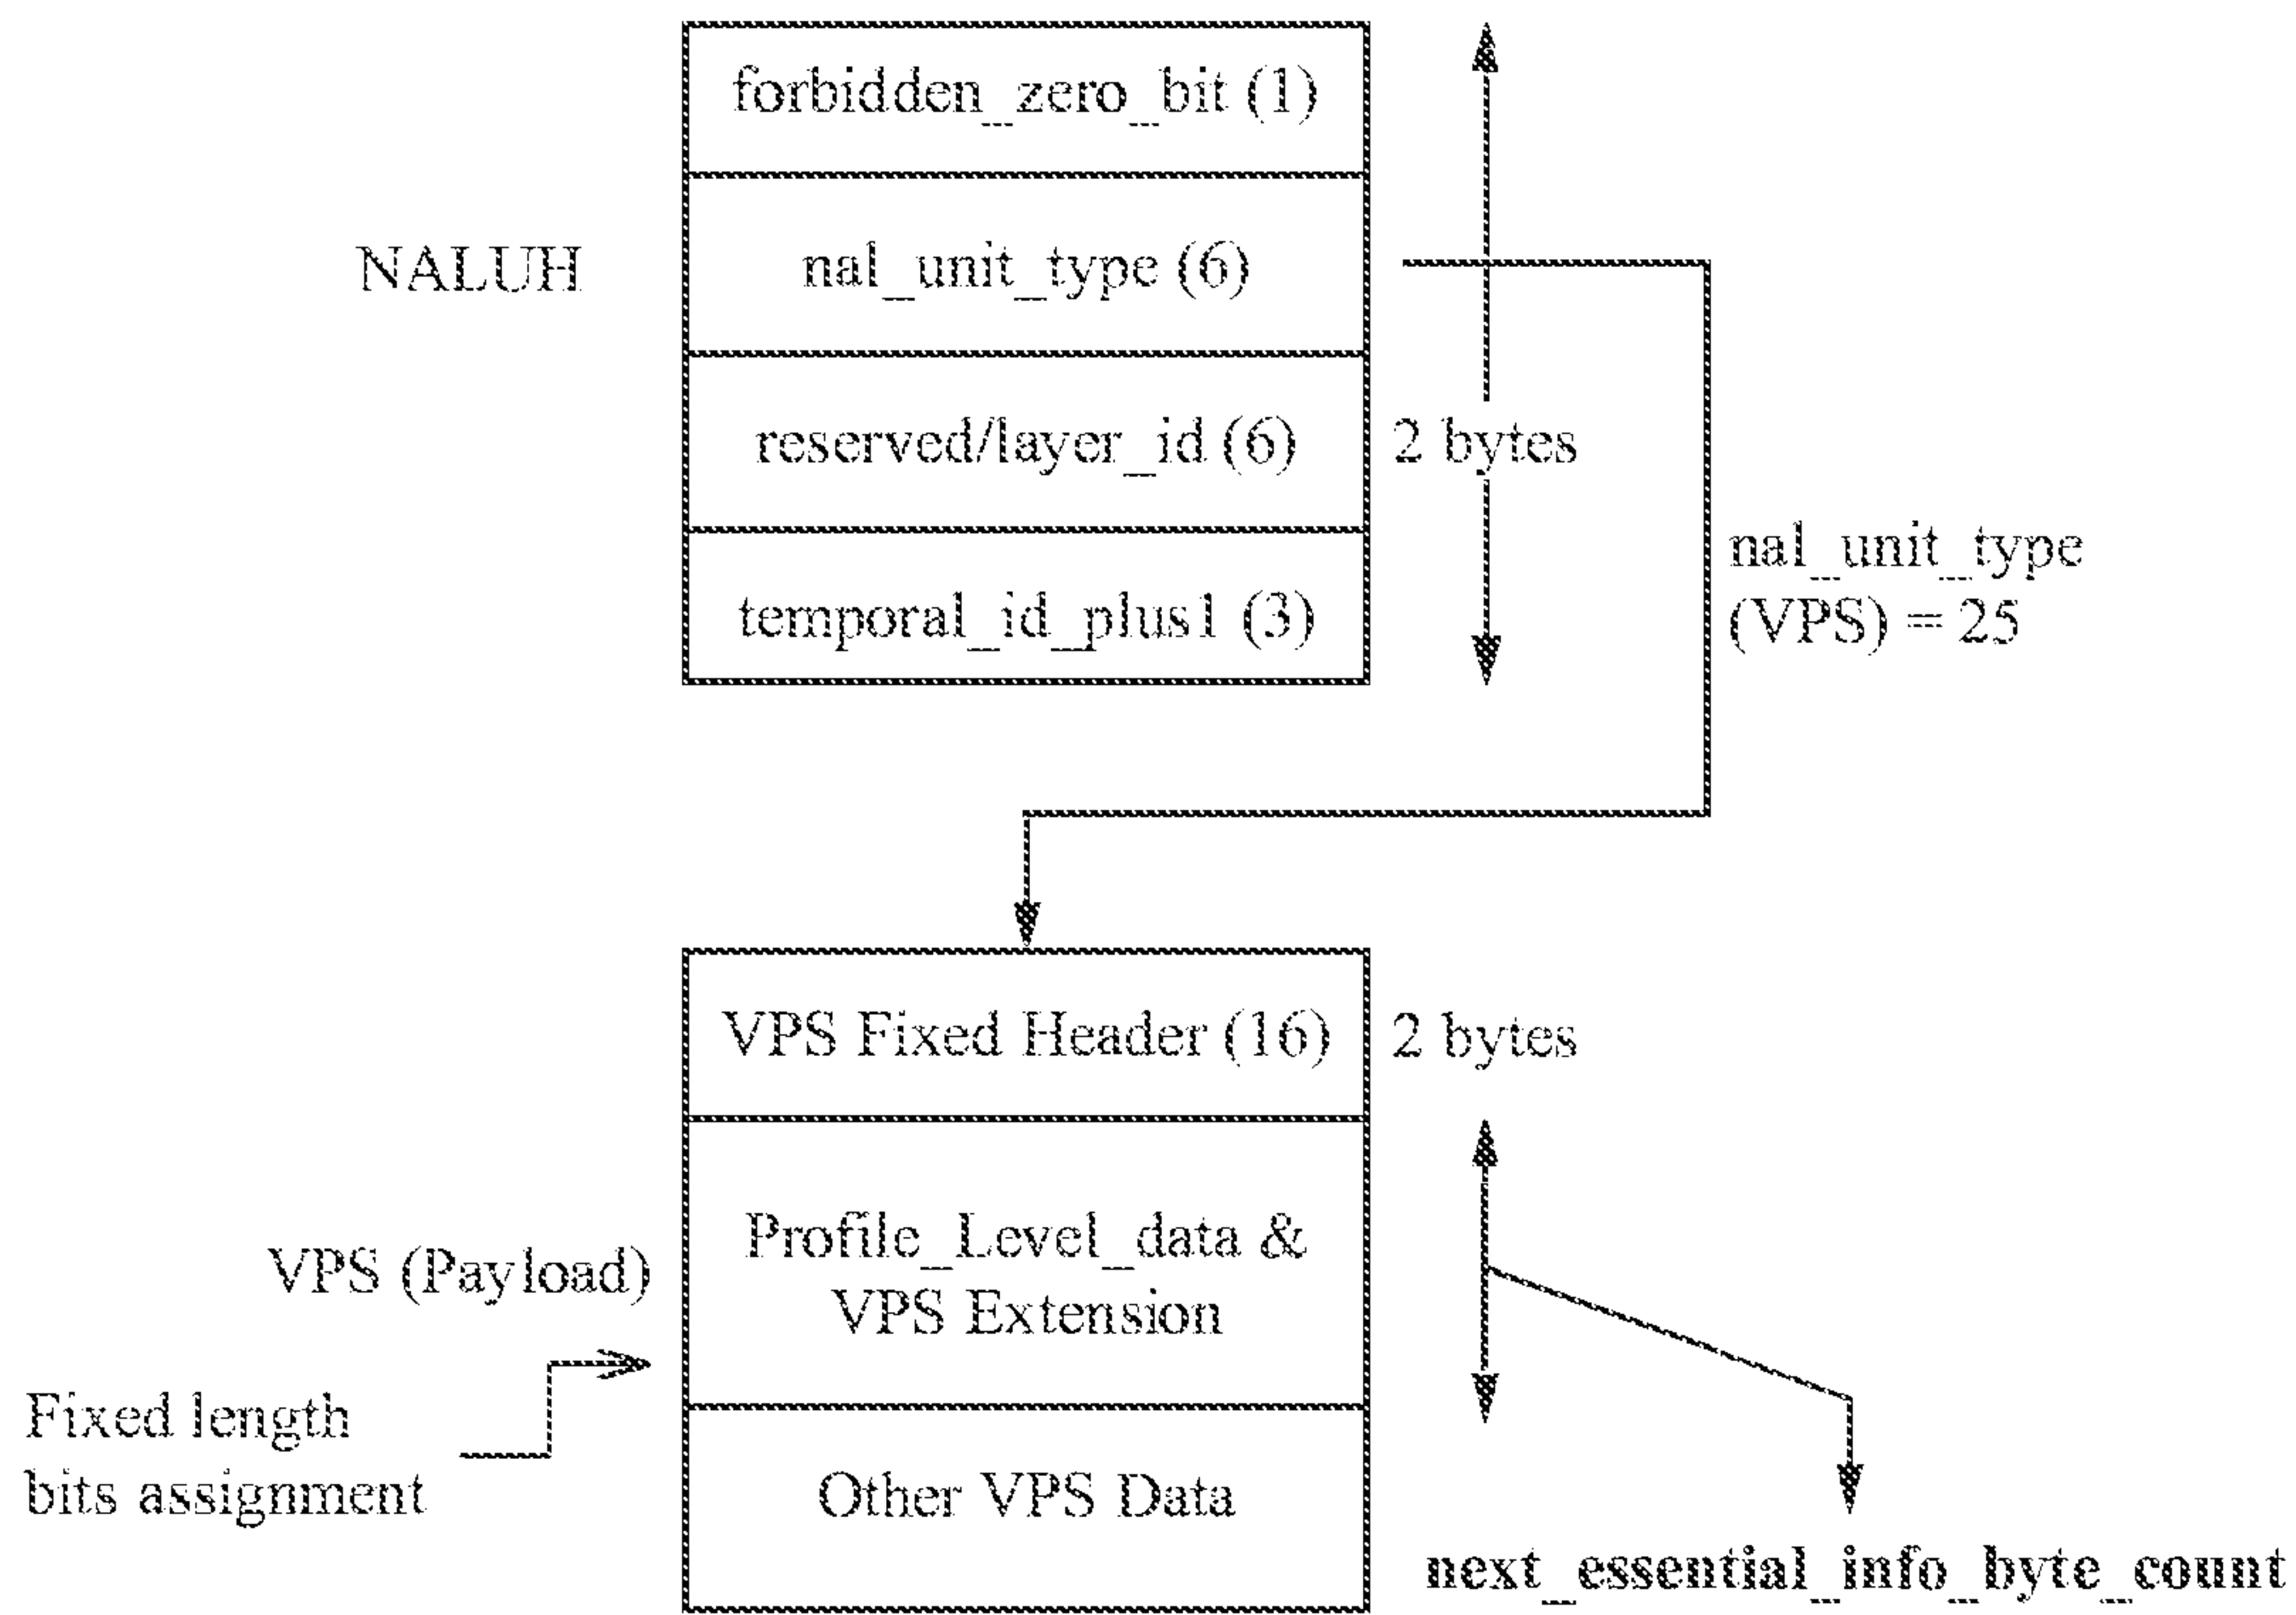 forbidden_zero_bit (1)
NALUH
nal_unit_type (6)
reserved/layer_id (6)
2 bytes
nal_unit_type
(VPS) = 25
temporal_id_plus1 (3)
VPS Fixed Header (16)
2 bytes
Profile_Level_data &
VPS Extension
VPS (Payload)
Fixed length
bits assignment
Other VPS Data
next_essential_info_byte_count